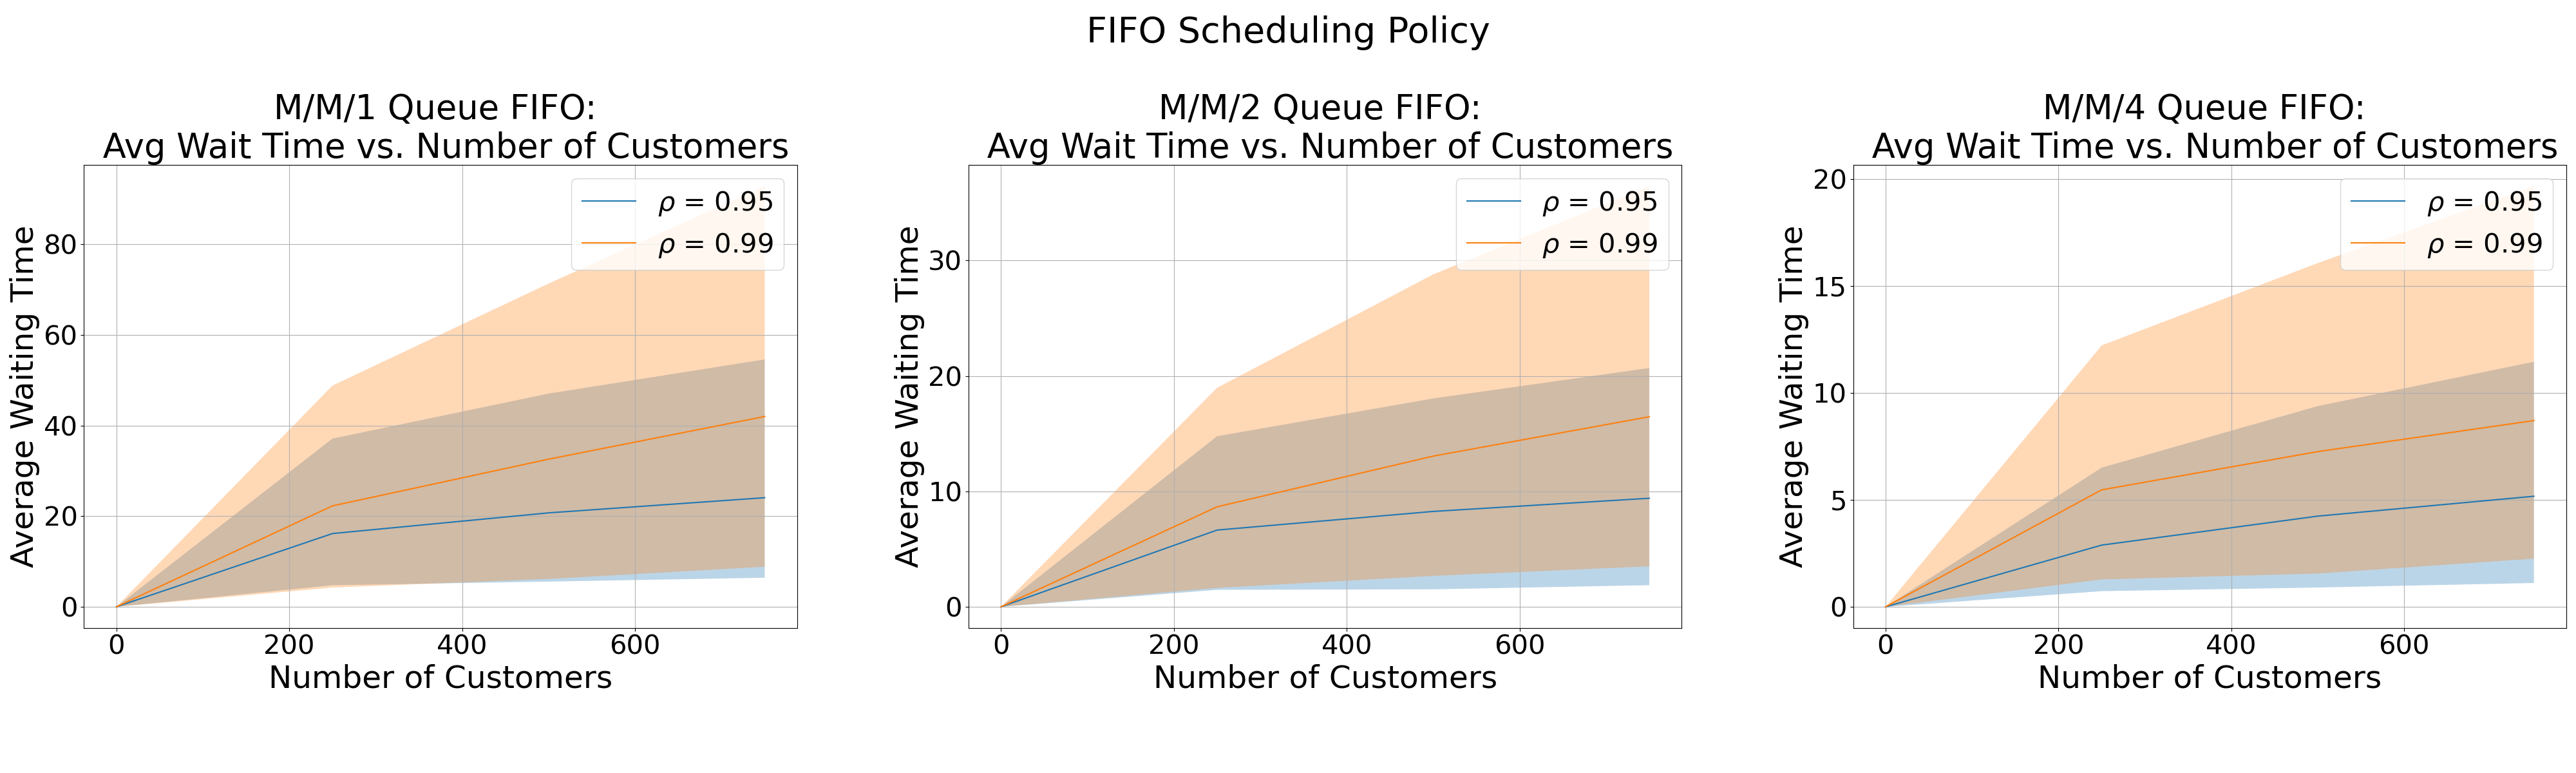 FIFO Scheduling Policy
M/M/1 Queue FIFO:
Avg Wait Time vs. Number of Customers
ρ = 0.95
ρ = 0.99
80
60
40
20
0
Average Waiting Time
0 200 400 600
Number of Customers
M/M/2 Queue FIFO:
Avg Wait Time vs. Number of Customers
ρ = 0.95
ρ = 0.99
30
20
10
0
Average Waiting Time
0 200 400 600
Number of Customers
M/M/4 Queue FIFO:
Avg Wait Time vs. Number of Customers
ρ = 0.95
ρ = 0.99
20
15
10
5
0
Average Waiting Time
0 200 400 600
Number of Customers